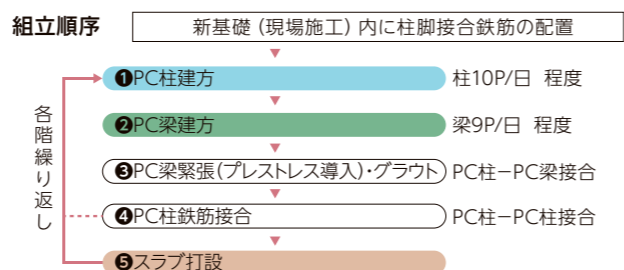 組立順序
新基礎（現場施工）内に柱脚接合鉄筋の配置
❶PC柱建方
柱10P/日 程度
❷PC梁建方
梁9P/日 程度
❸PC梁緊張（プレストレス導入）・グラウト
PC柱−PC梁接合
❹PC柱鉄筋接合
PC柱−PC柱接合
❺スラブ打設
各階繰り返し